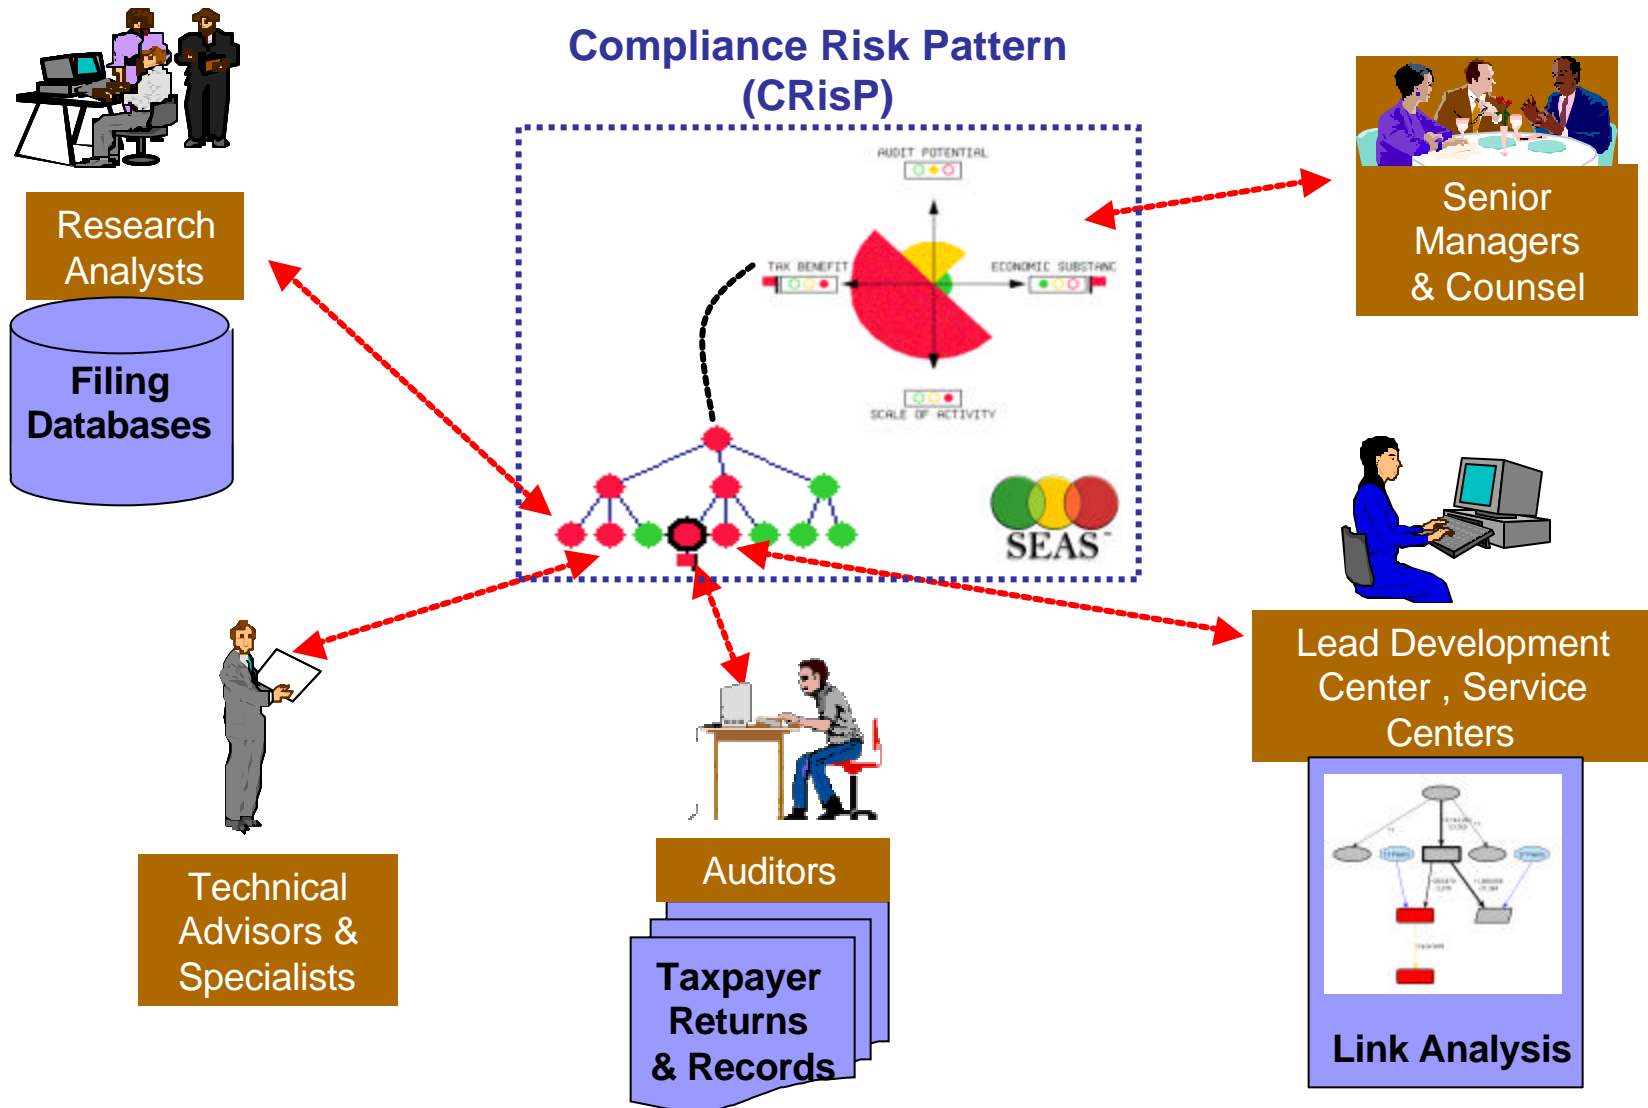 Compliance Risk Pattern
(CRisP)
AUDIT POTENTIAL
TAX BENEFIT
ECONOMIC SUBSTANC
SCALE OF ACTIVITY
SEAS
Research
Analysts
Filing
Databases
Senior
Managers
& Counsel
Technical
Advisors &
Specialists
Auditors
Taxpayer
Returns
& Records
Lead Development
Center , Service
Centers
Link Analysis